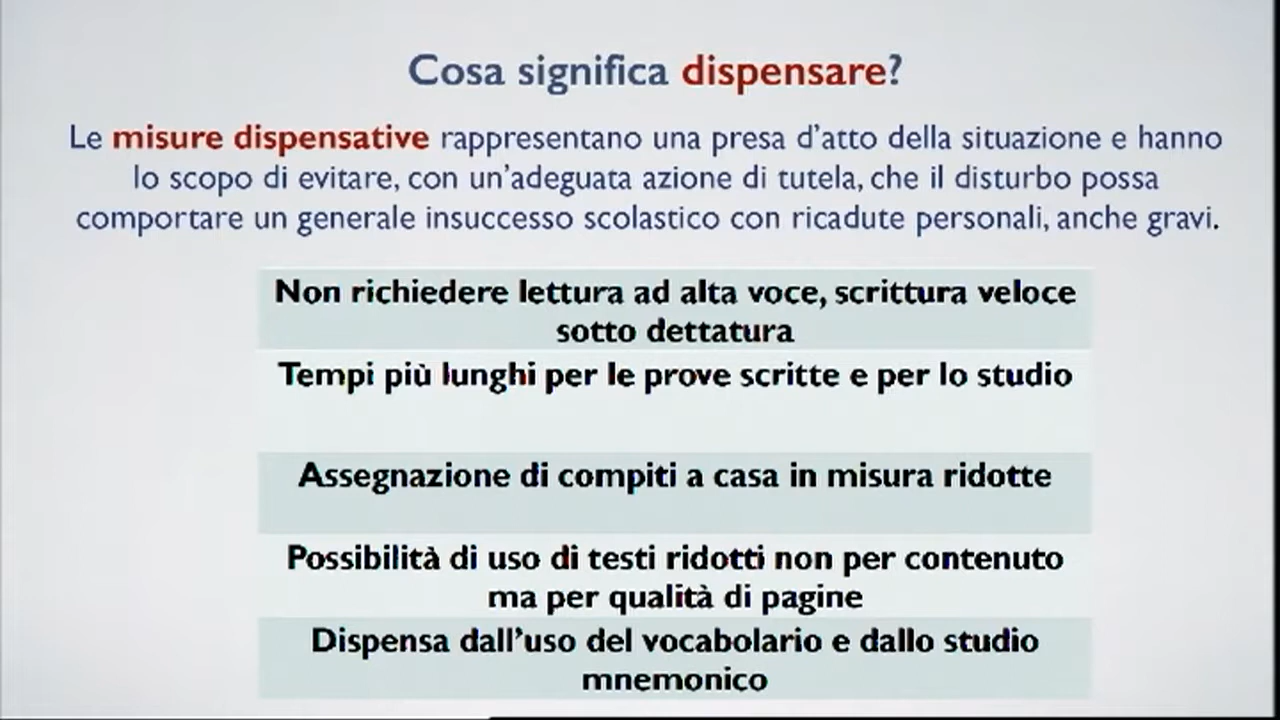 Cosa significa dispensare?
Le misure dispensative rappresentano una presa d'atto della situazione e hanno
lo scopo di evitare, con un'adeguata azione di tutela, che il disturbo possa
comportare un generale insuccesso scolastico con ricadute personali, anche gravi.
Non richiedere lettura ad alta voce, scrittura veloce
sotto dettatura
Tempi più lunghi per le prove scritte e per lo studio
Assegnazione di compiti a casa in misura ridotte
Possibilità di uso di testi ridotti non per contenuto
ma per qualità di pagine
Dispensa dall'uso del vocabolario e dallo studio
mnemonico